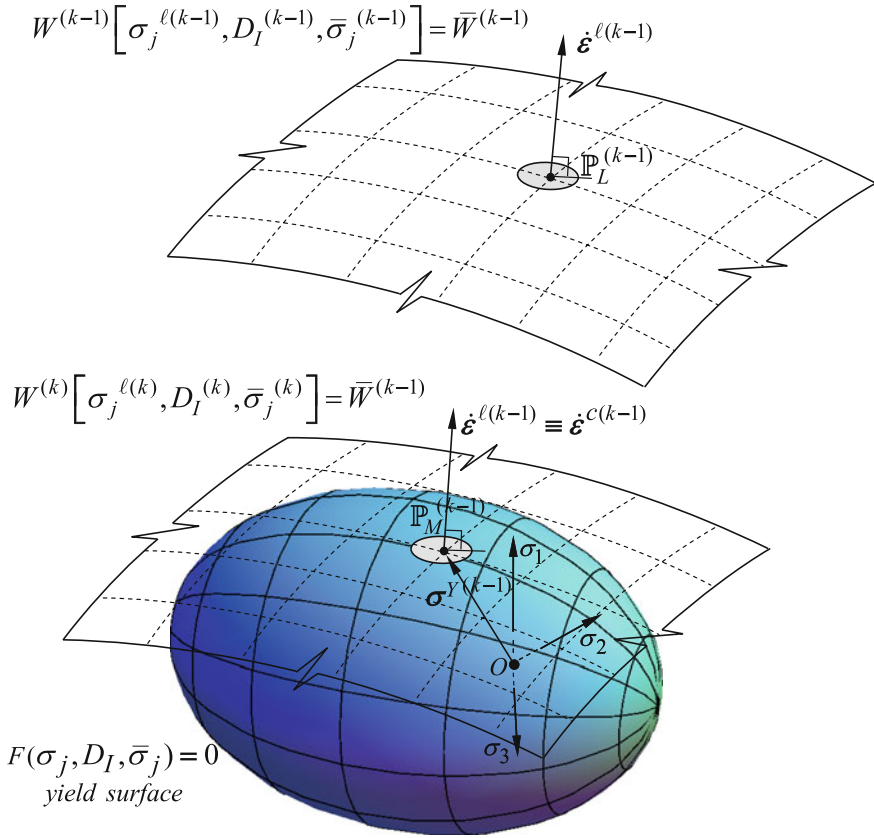 W^(k-1)[σ_j^ℓ(k-1), D_I^(k-1), σ̄_j^(k-1)] = W̄^(k-1)
ε̇^ℓ(k-1)
ℙ_L^(k-1)
W^(k)[σ_j^ℓ(k), D_I^(k), σ̄_j^(k)] = W̄^(k-1)
ε̇^ℓ(k-1) ≡ ε̇^c(k-1)
ℙ_M^(k-1)
σ_1
σ^Y(k-1)
σ_2
O
σ_3
F(σ_j, D_I, σ̄_j) = 0
yield surface